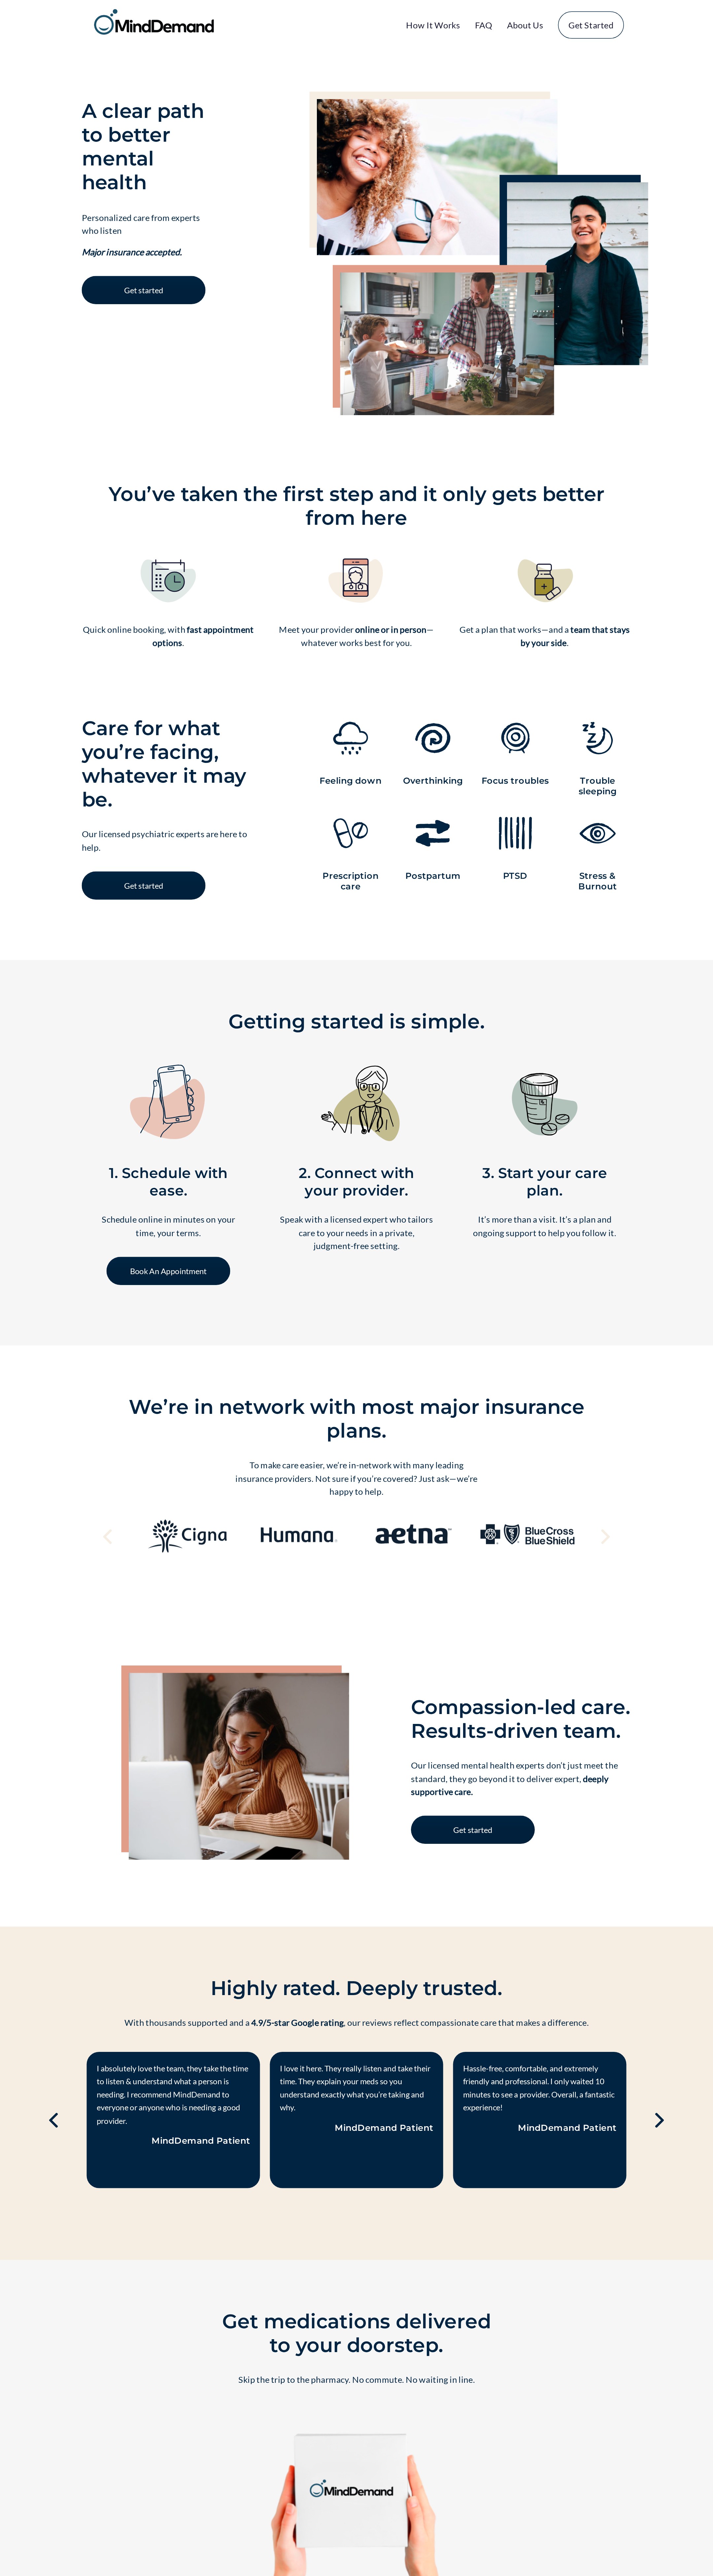 MindDemand
How It Works
FAQ
About Us
Get Started
A clear path
to better
mental
health
Personalized care from experts
who listen
Major insurance accepted.
Get started
You’ve taken the first step and it only gets better
from here
Quick online booking, with fast appointment
options.
Meet your provider online or in person—
whatever works best for you.
Get a plan that works—and a team that stays
by your side.
Care for what
you’re facing,
whatever it may
be.
Our licensed psychiatric experts are here to
help.
Get started
Feeling down
Overthinking
Focus troubles
Trouble
sleeping
Prescription
care
Postpartum
PTSD
Stress &
Burnout
Getting started is simple.
1. Schedule with
ease.
Schedule online in minutes on your
time, your terms.
Book An Appointment
2. Connect with
your provider.
Speak with a licensed expert who tailors
care to your needs in a private,
judgment-free setting.
3. Start your care
plan.
It’s more than a visit. It’s a plan and
ongoing support to help you follow it.
We’re in network with most major insurance
plans.
To make care easier, we’re in-network with many leading
insurance providers. Not sure if you’re covered? Just ask—we’re
happy to help.
Cigna
Humana
aetna
BlueCross
BlueShield
Compassion-led care.
Results-driven team.
Our licensed mental health experts don’t just meet the
standard, they go beyond it to deliver expert, deeply
supportive care.
Get started
Highly rated. Deeply trusted.
With thousands supported and a 4.9/5-star Google rating, our reviews reflect compassionate care that makes a difference.
I absolutely love the team, they take the time
to listen & understand what a person is
needing. I recommend MindDemand to
everyone or anyone who is needing a good
provider.
MindDemand Patient
I love it here. They really listen and take their
time. They explain your meds so you
understand exactly what you’re taking and
why.
MindDemand Patient
Hassle-free, comfortable, and extremely
friendly and professional. I only waited 10
minutes to see a provider. Overall, a fantastic
experience!
MindDemand Patient
Get medications delivered
to your doorstep.
Skip the trip to the pharmacy. No commute. No waiting in line.
MindDemand